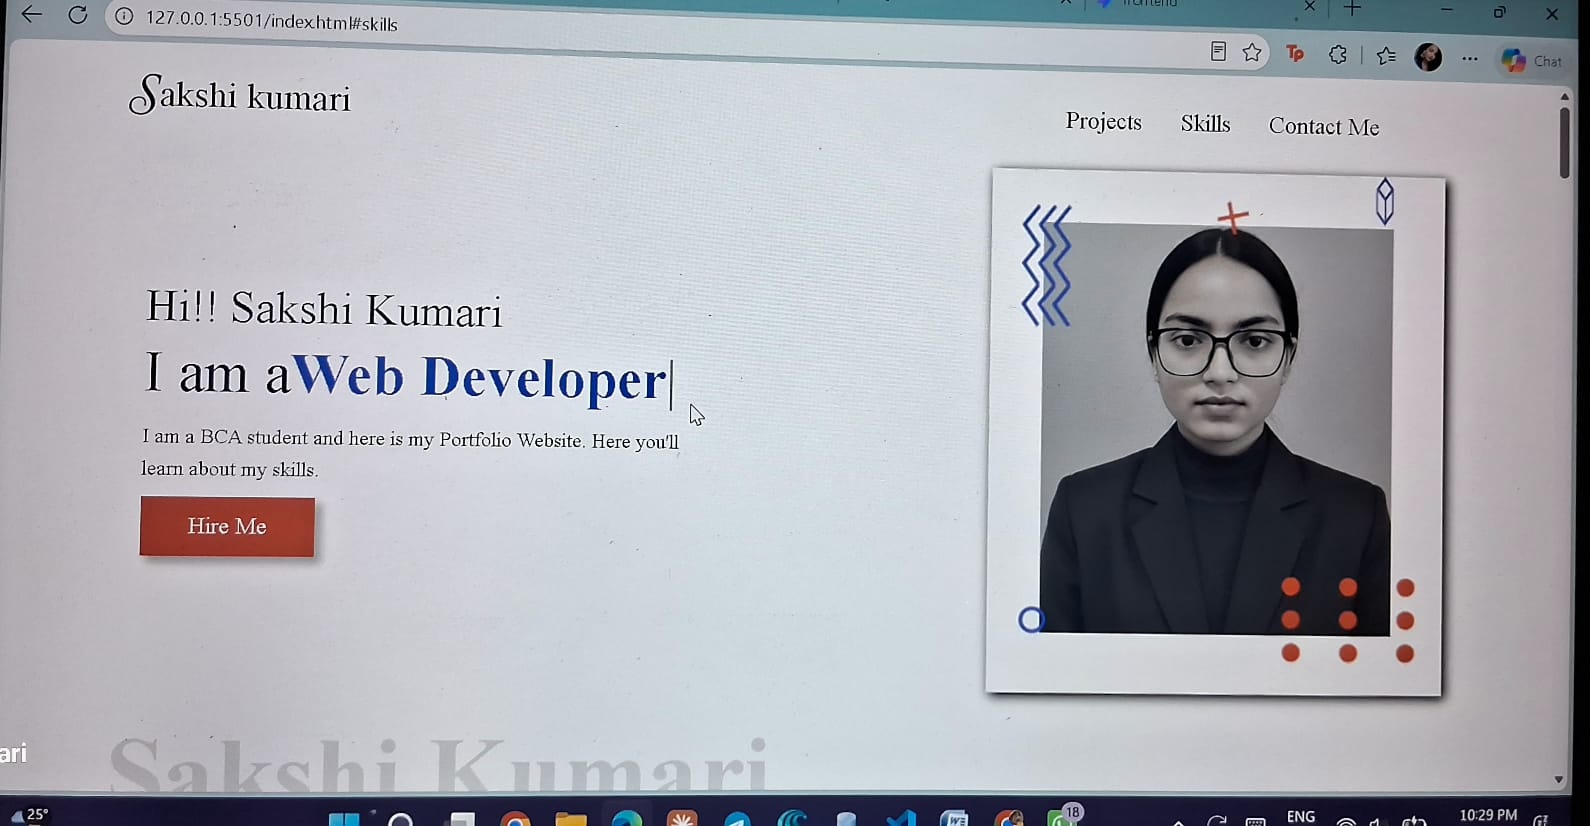 127.0.0.1:5501/index.html#skills
Chat
Sakshi kumari
Projects Skills Contact Me
Hi!! Sakshi Kumari
I am aWeb Developer|
I am a BCA student and here is my Portfolio Website. Here you'll
learn about my skills.
Hire Me
Sakshi Kumari
ari
25°
18
ENG
10:29 PM